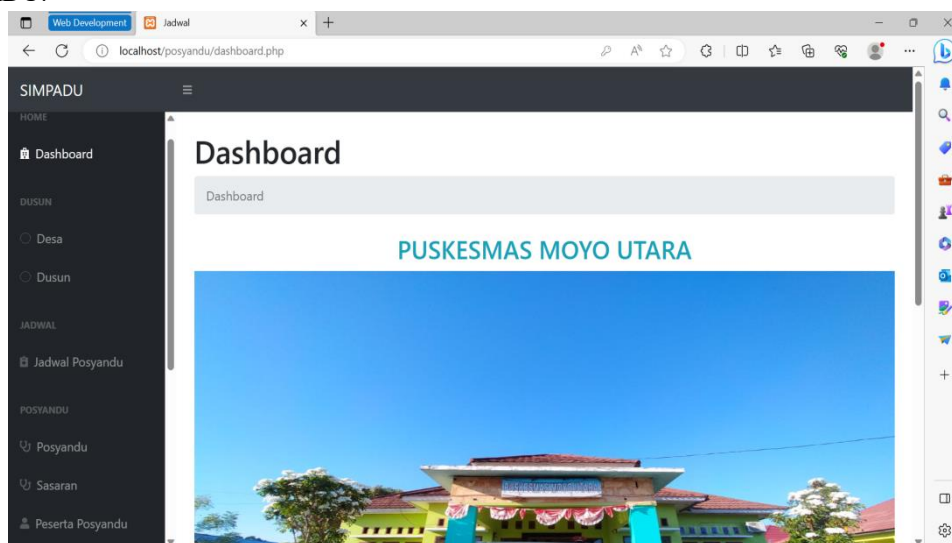 Web Development
Jadwal
localhost/posyandu/dashboard.php
SIMPADU
HOME
Dashboard
DUSUN
Desa
Dusun
JADWAL
Jadwal Posyandu
POSYANDU
Posyandu
Sasaran
Peserta Posyandu
Dashboard
Dashboard
PUSKESMAS MOYO UTARA